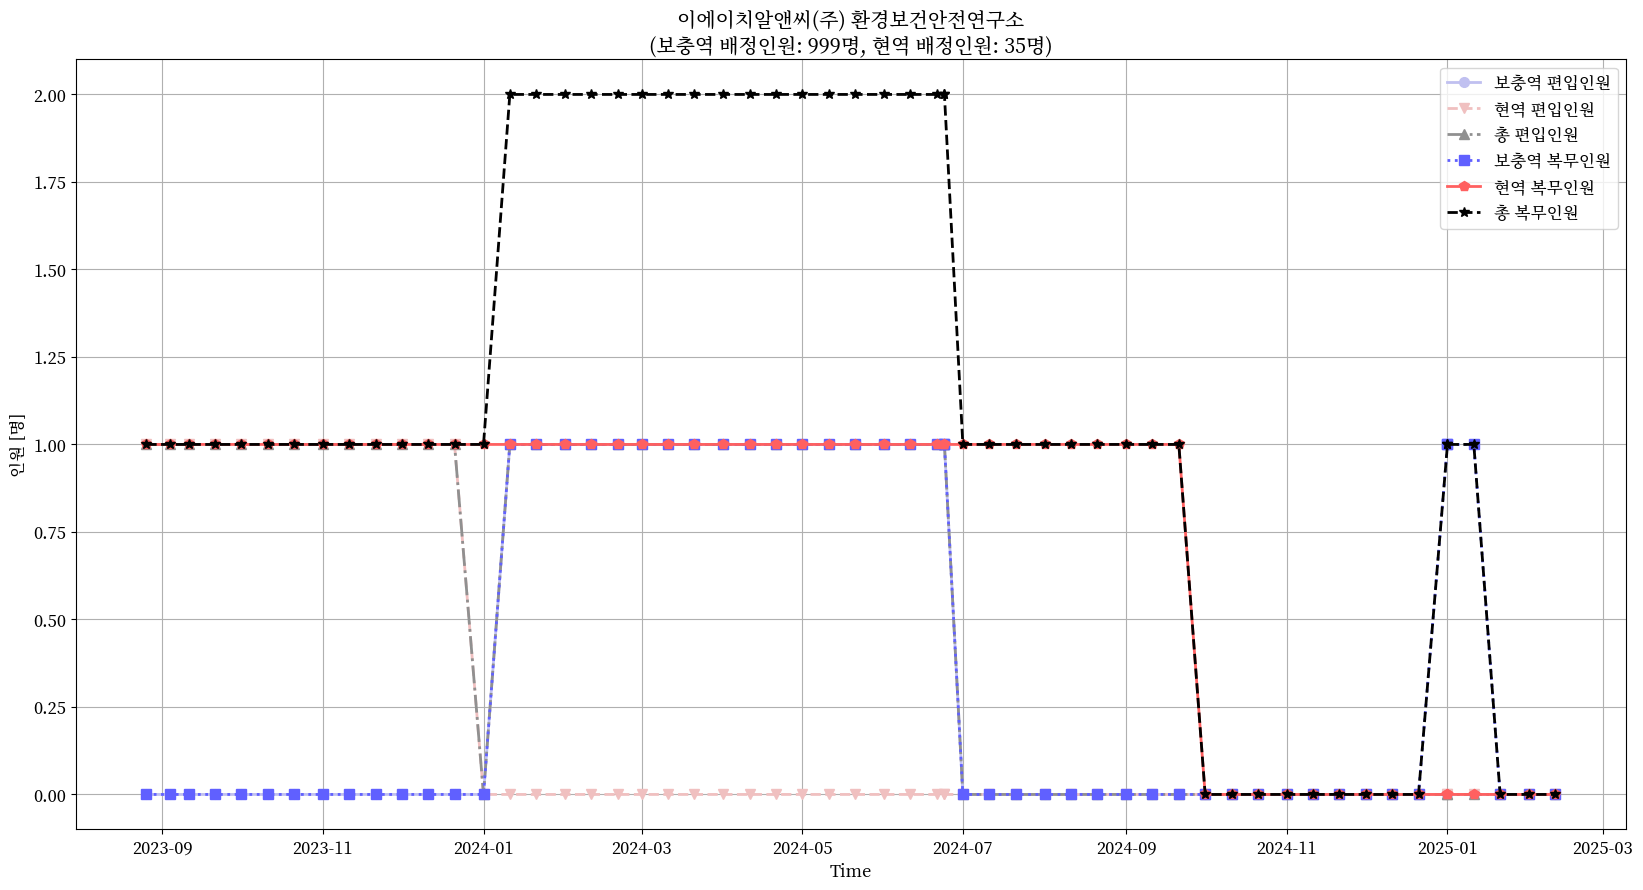 이에이치알앤씨(주) 환경보건안전연구소
(보충역 배정인원: 999명, 현역 배정인원: 35명)
보충역 편입인원
현역 편입인원
총 편입인원
보충역 복무인원
현역 복무인원
총 복무인원
인원 [명]
2.00
1.75
1.50
1.25
1.00
0.75
0.50
0.25
0.00
2023-09
2023-11
2024-01
2024-03
2024-05
2024-07
2024-09
2024-11
2025-01
2025-03
Time